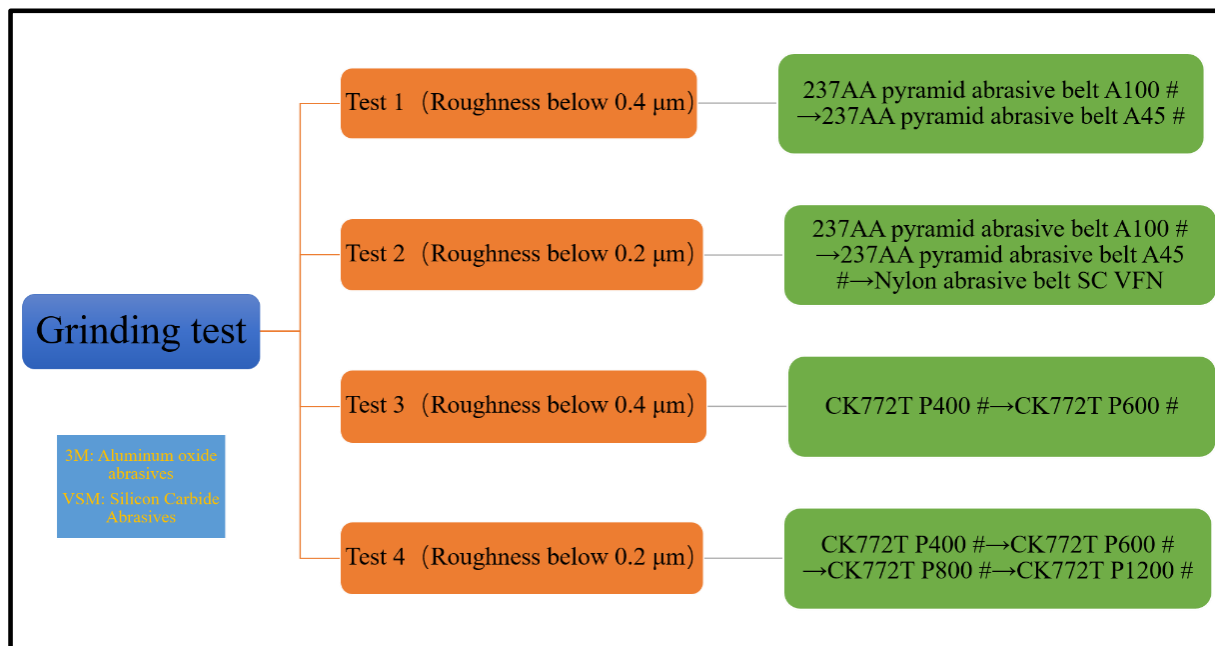 Test 1 (Roughness below 0.4 μm)
237AA pyramid abrasive belt A100 #
→237AA pyramid abrasive belt A45 #
Test 2 (Roughness below 0.2 μm)
237AA pyramid abrasive belt A100 #
→237AA pyramid abrasive belt A45
#→Nylon abrasive belt SC VFN
Grinding test
Test 3 (Roughness below 0.4 μm)
CK772T P400 #→CK772T P600 #
3M: Aluminum oxide
abrasives
VSM: Silicon Carbide
Abrasives
Test 4 (Roughness below 0.2 μm)
CK772T P400 #→CK772T P600 #
→CK772T P800 #→CK772T P1200 #